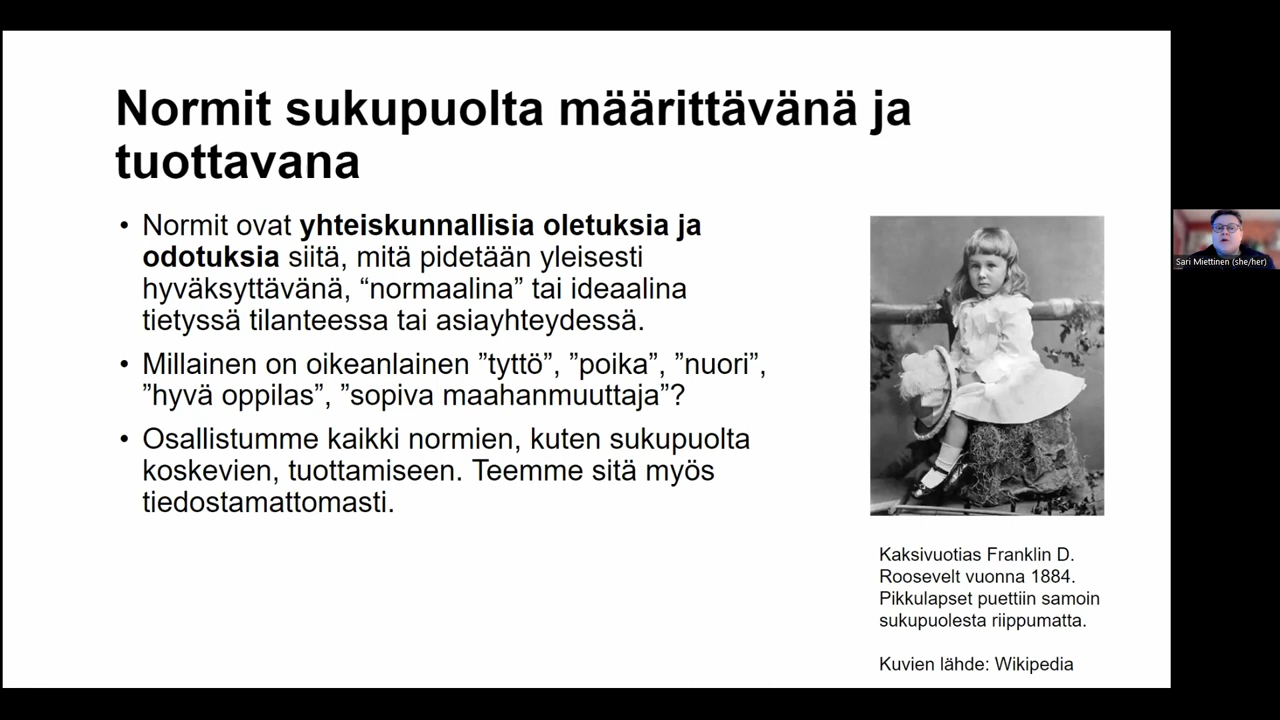 Normit sukupuolta määrittävänä ja
tuottavana
• Normit ovat yhteiskunnallisia oletuksia ja
odotuksia siitä, mitä pidetään yleisesti
hyväksyttävänä, “normaalina” tai ideaalina
tietyssä tilanteessa tai asiayhteydessä.
• Millainen on oikeanlainen ”tyttö”, ”poika”, ”nuori”,
”hyvä oppilas”, ”sopiva maahanmuuttaja”?
• Osallistumme kaikki normien, kuten sukupuolta
koskevien, tuottamiseen. Teemme sitä myös
tiedostamattomasti.
Kaksivuotias Franklin D.
Roosevelt vuonna 1884.
Pikkulapset puettiin samoin
sukupuolesta riippumatta.
Kuvien lähde: Wikipedia
Sari Miettinen (she/her)